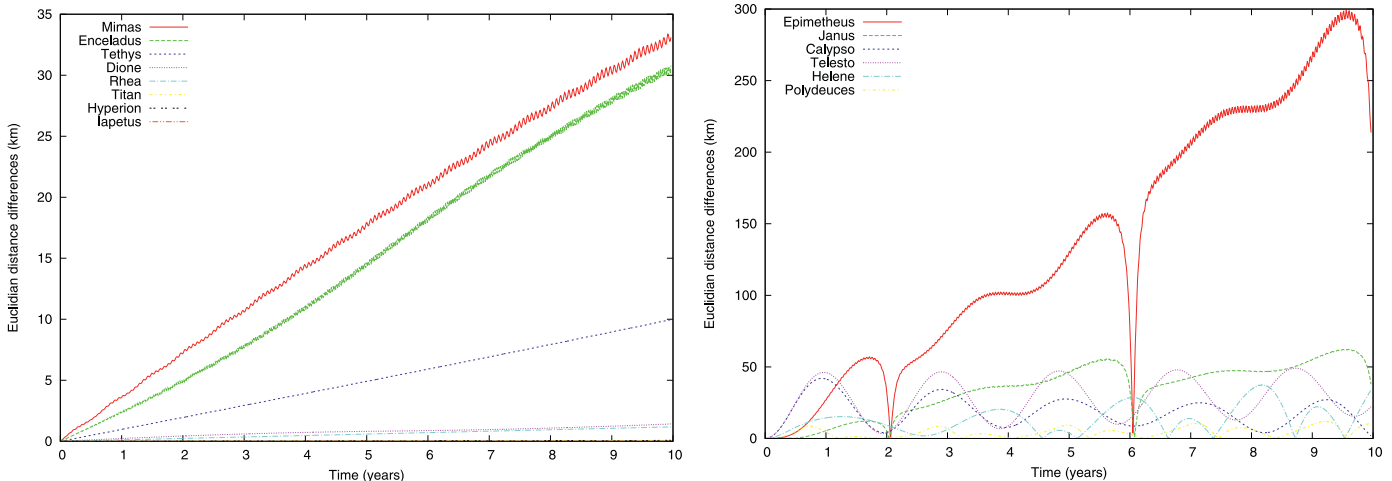 Euclidian distance differences (km)
35
30
25
20
15
10
5
0
Mimas
Enceladus
Tethys
Dione
Rhea
Titan
Hyperion
Iapetus
0 1 2 3 4 5 6 7 8 9 10
Time (years)
Euclidian distance differences (km)
300
250
200
150
100
50
0
Epimetheus
Janus
Calypso
Telesto
Helene
Polydeuces
0 1 2 3 4 5 6 7 8 9 10
Time (years)